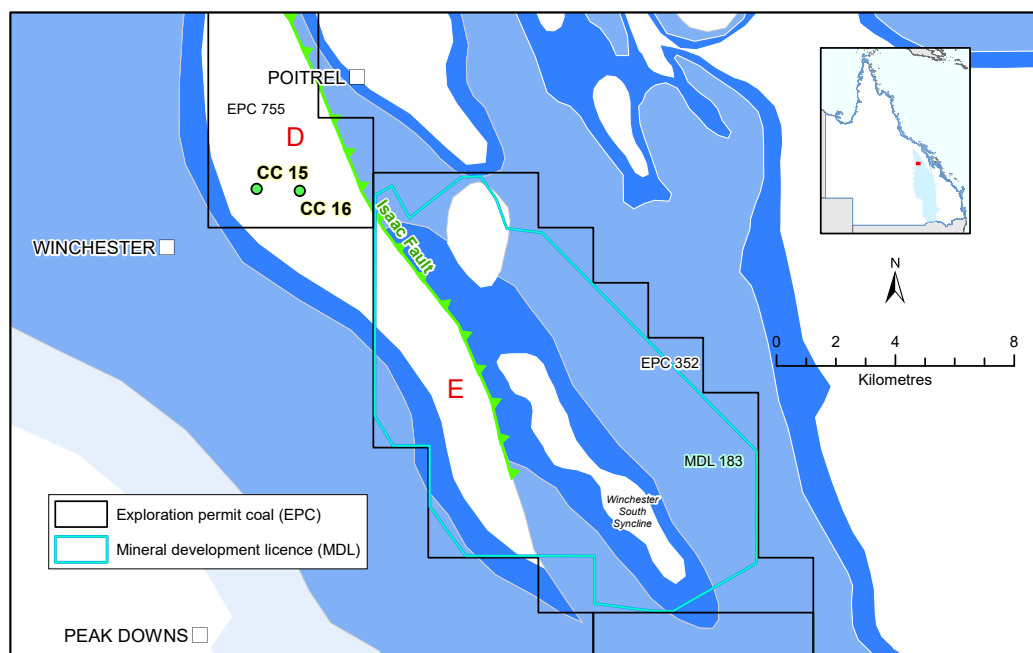 POITREL
EPC 755
D
CC 15
CC 16
Isaac Fault
WINCHESTER
N
0 2 4 6 8
Kilometres
EPC 352
E
MDL 183
Winchester
South
Syncline
Exploration permit coal (EPC)
Mineral development licence (MDL)
PEAK DOWNS